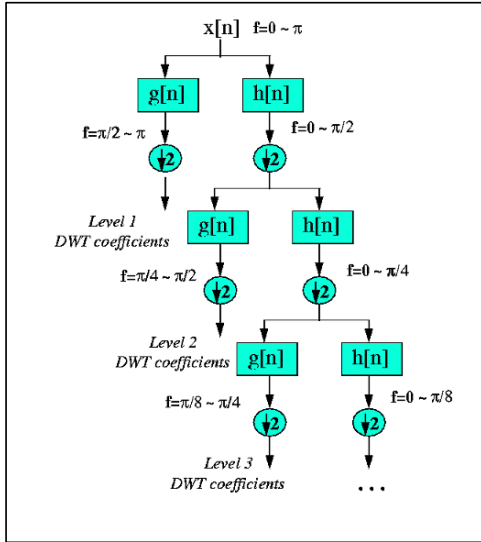 x[n] f=0 ~ π
g[n] h[n]
f=π/2 ~ π f=0 ~ π/2
↓2 ↓2
Level 1
DWT coefficients
g[n] h[n]
f=π/4 ~ π/2 f=0 ~ π/4
↓2 ↓2
Level 2
DWT coefficients
g[n] h[n]
f=π/8 ~ π/4 f=0 ~ π/8
↓2 ↓2
Level 3
DWT coefficients
...